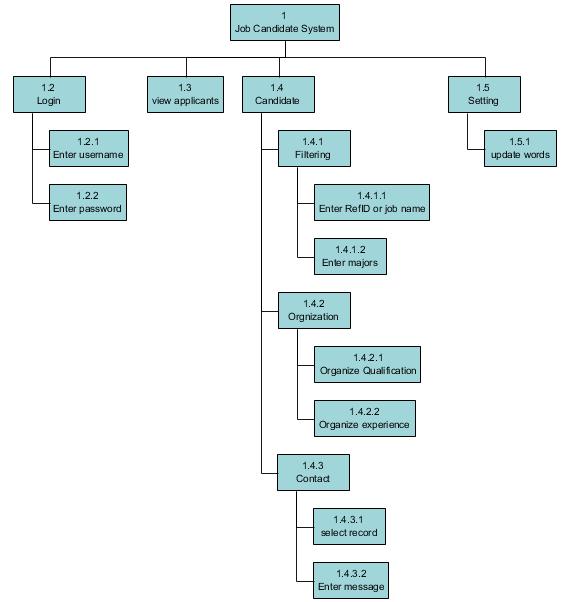 1
Job Candidate System
1.2
Login
1.3
view applicants
1.4
Candidate
1.5
Setting
1.2.1
Enter username
1.2.2
Enter password
1.4.1
Filtering
1.4.1.1
Enter RefID or job name
1.4.1.2
Enter majors
1.4.2
Orgnization
1.4.2.1
Organize Qualification
1.4.2.2
Organize experience
1.4.3
Contact
1.4.3.1
select record
1.4.3.2
Enter message
1.5.1
update words